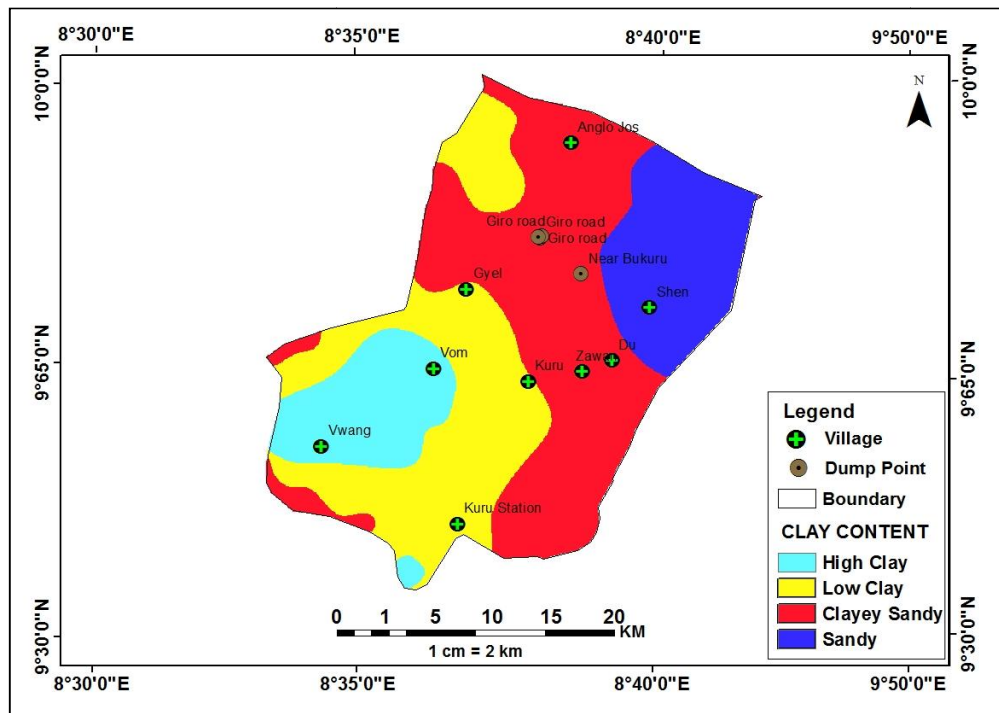 8°30'0"E 8°35'0"E 8°40'0"E 9°50'0"E
10°0'0"N
10°0'0"N
N
Anglo Jos
Giro road Giro road
Giro road
Near Bukuru
Gyel
Shen
Vom
Du
Zawan
Kuru
9°65'0"N
9°65'0"N
Vwang
Kuru Station
Legend
Village
Dump Point
Boundary
CLAY CONTENT
High Clay
Low Clay
Clayey Sandy
Sandy
0 1 5 10 15 20
KM
1 cm = 2 km
9°30'0"N
9°30'0"N
8°30'0"E 8°35'0"E 8°40'0"E 9°50'0"E